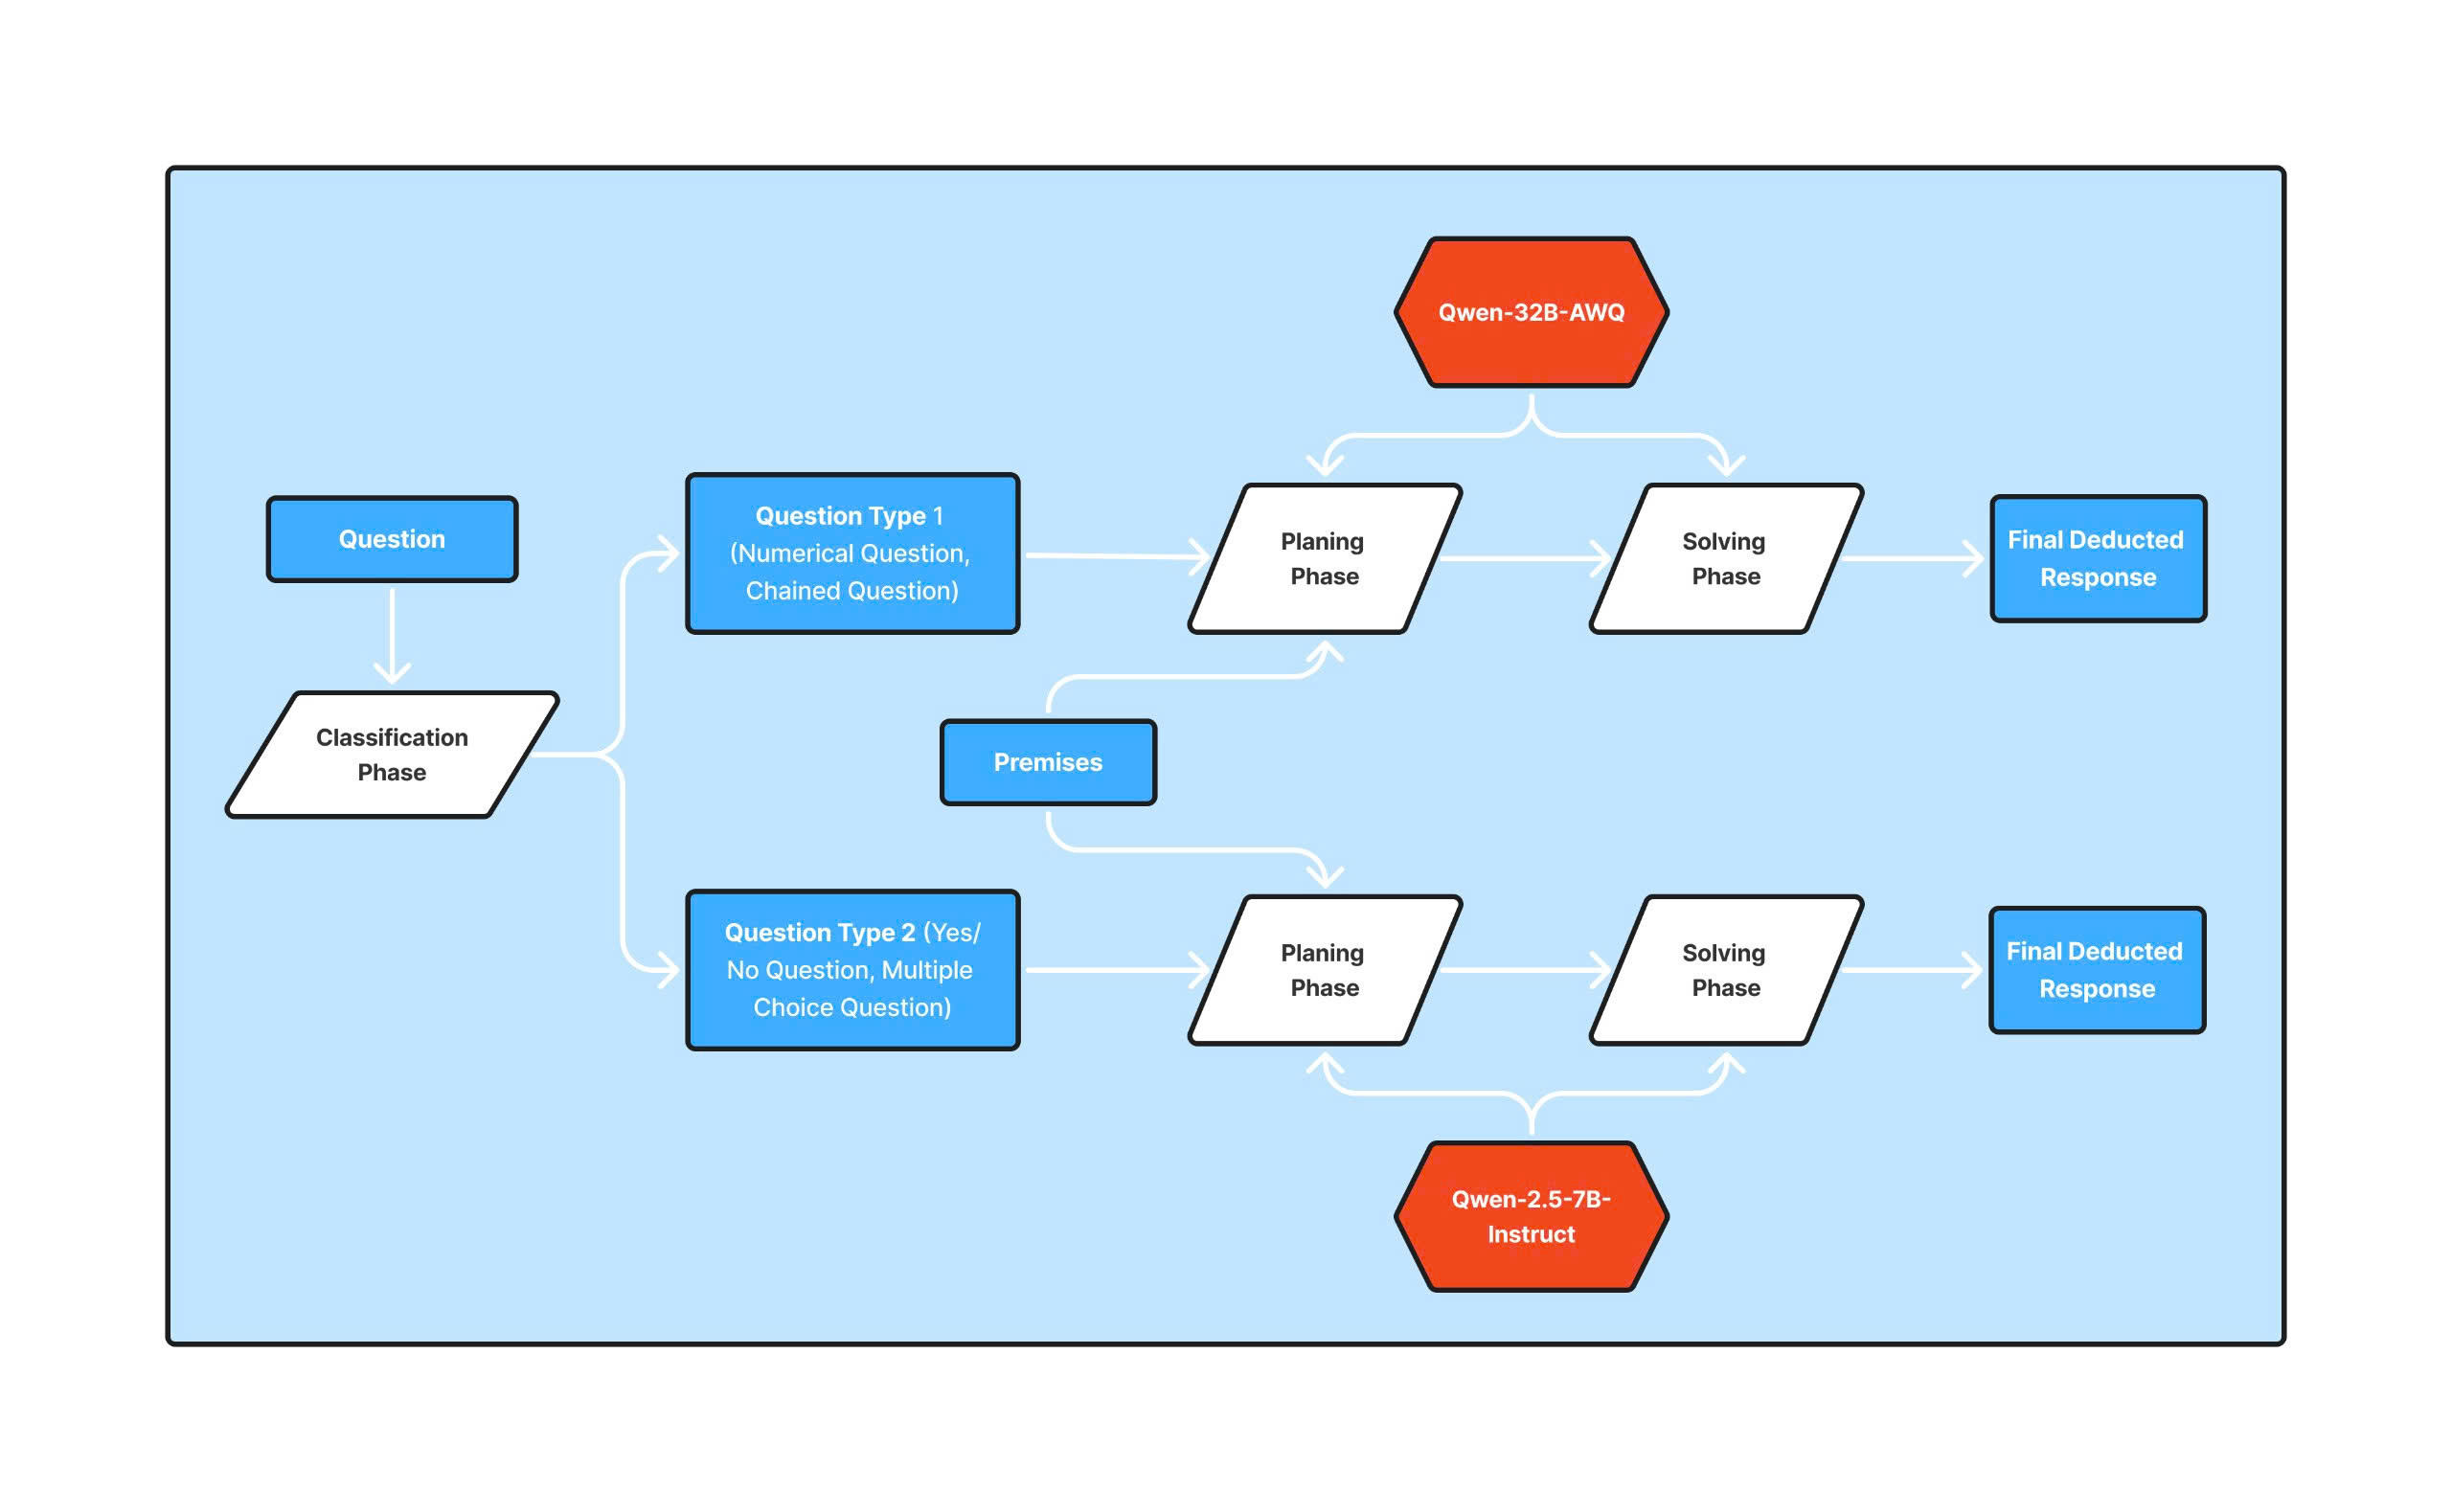 Qwen-32B-AWQ
Question
Question Type 1
(Numerical Question,
Chained Question)
Planing
Phase
Solving
Phase
Final Deducted
Response
Classification
Phase
Premises
Question Type 2 (Yes/
No Question, Multiple
Choice Question)
Planing
Phase
Solving
Phase
Final Deducted
Response
Qwen-2.5-7B-
Instruct